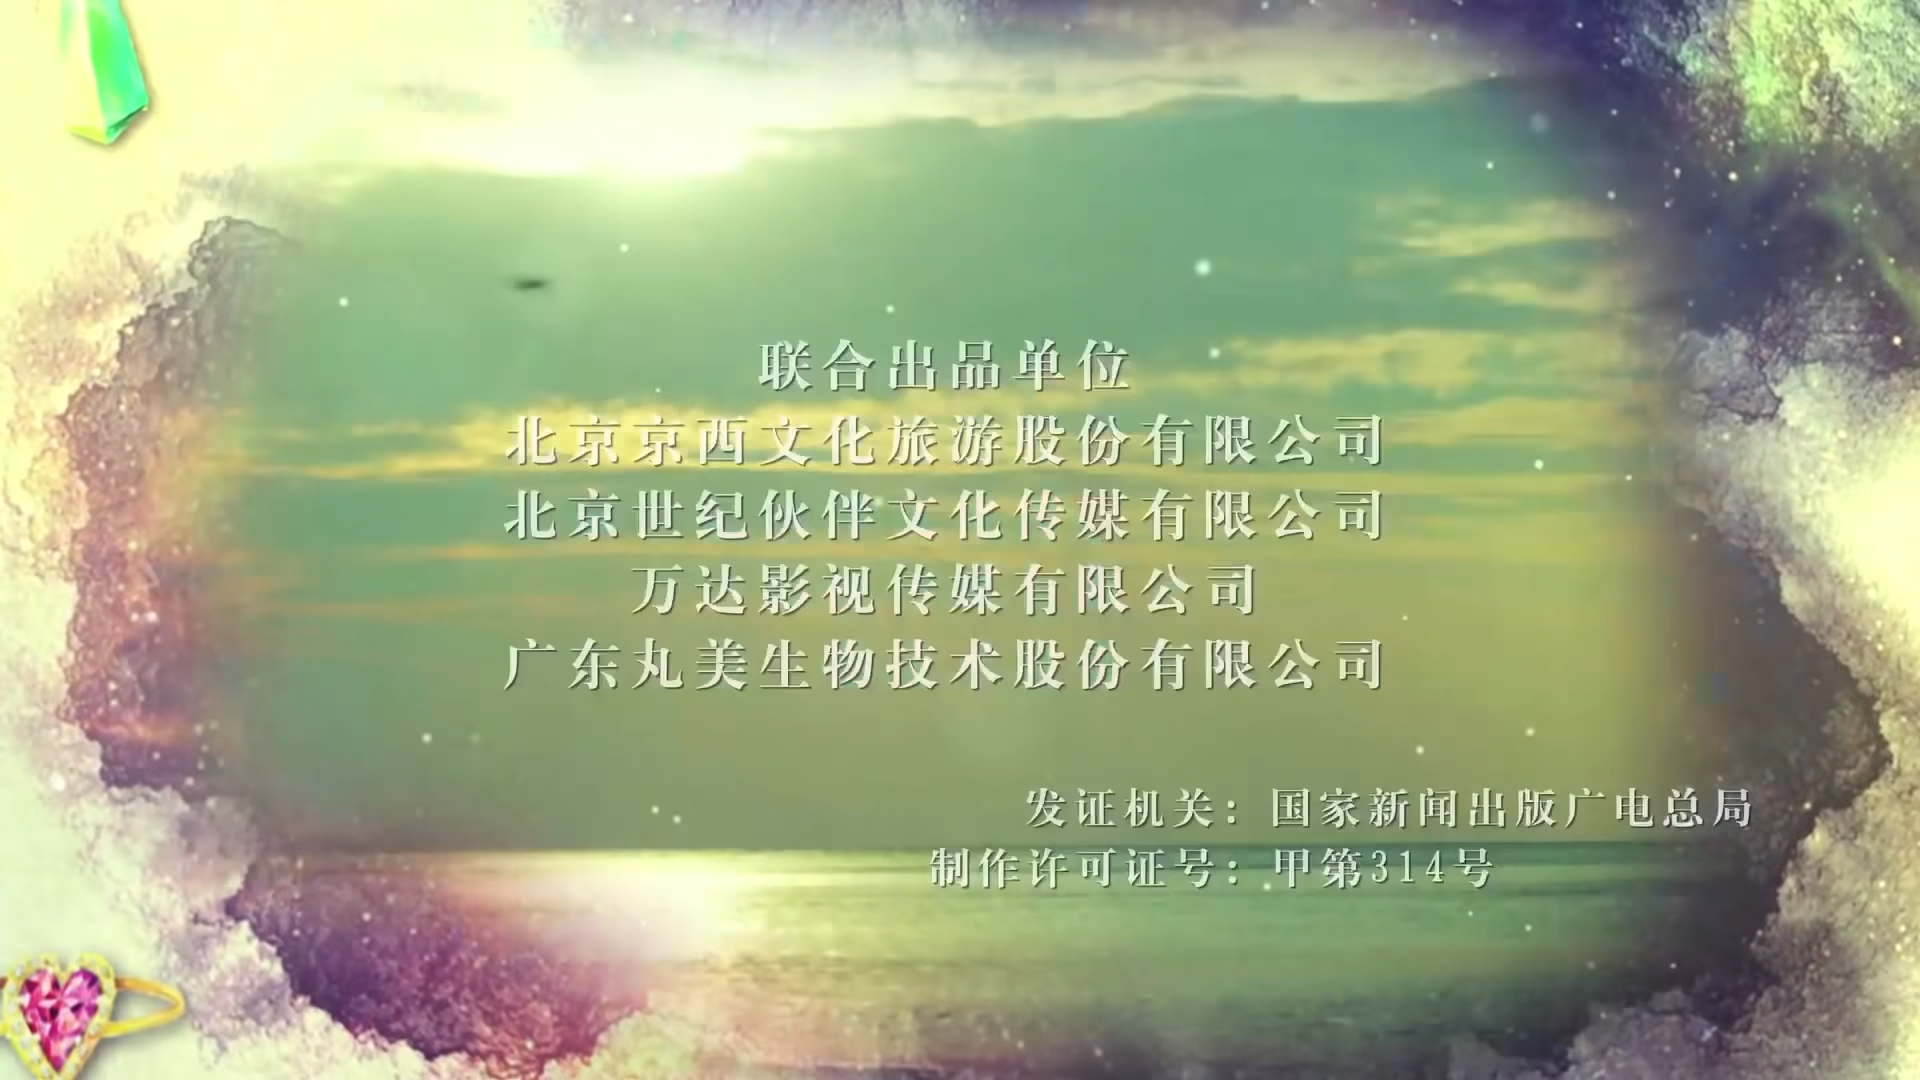 联合出品单位
北京京西文化旅游股份有限公司
北京世纪伙伴文化传媒有限公司
万达影视传媒有限公司
广东丸美生物技术股份有限公司
发证机关：国家新闻出版广电总局
制作许可证号：甲第314号